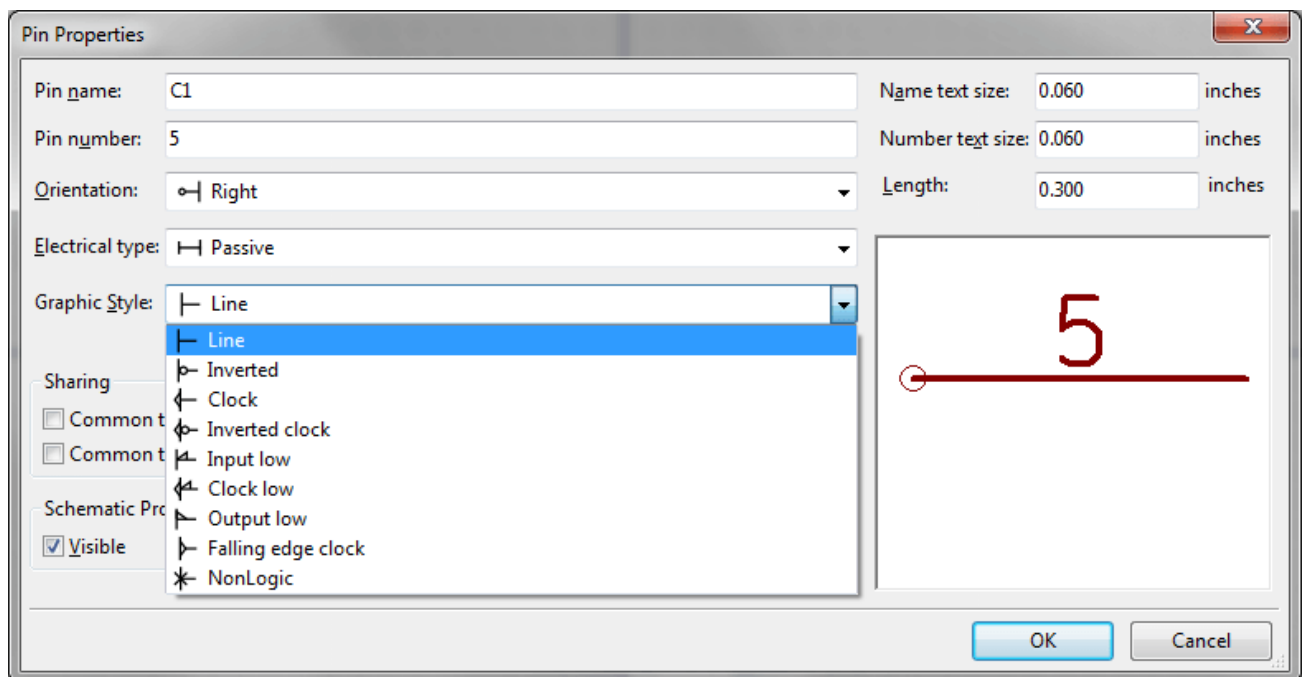 Pin Properties
Pin name: C1
Name text size: 0.060 inches
Pin number: 5
Number text size: 0.060 inches
Orientation: Right
Length: 0.300 inches
Electrical type: Passive
Graphic Style: Line
Line
Inverted
Clock
Inverted clock
Input low
Clock low
Output low
Falling edge clock
NonLogic
Sharing
Common t
Common t
Schematic Pro
Visible
5
OK
Cancel